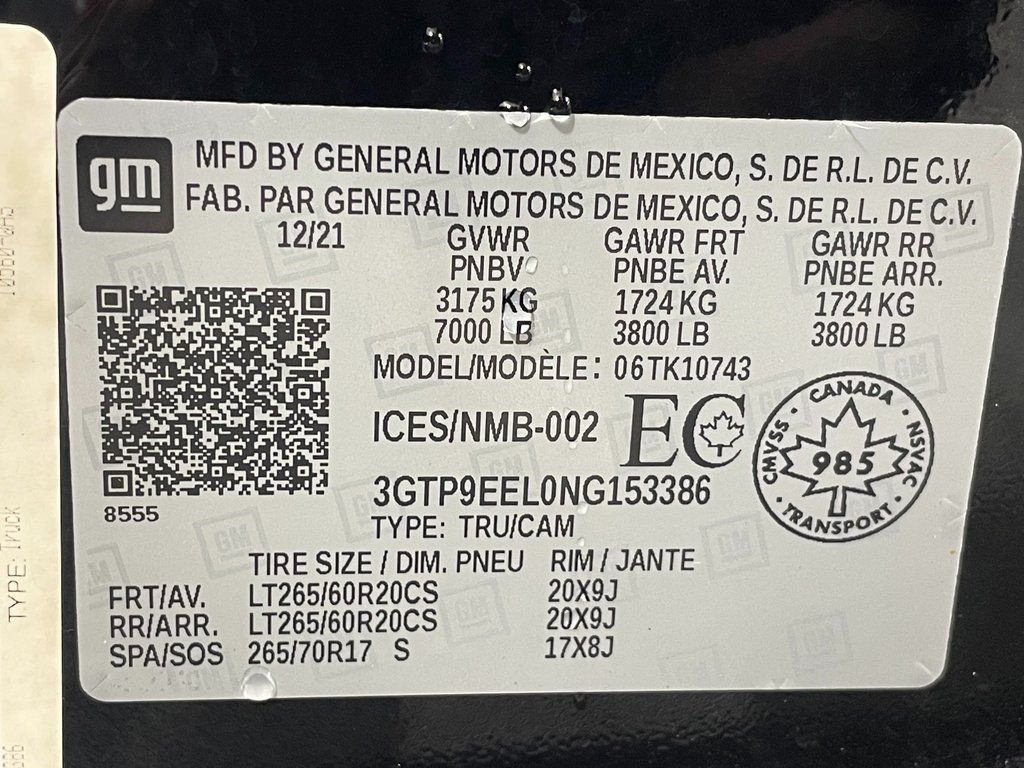 gm
MFD BY GENERAL MOTORS DE MEXICO, S. DE R.L. DE C.V.
FAB. PAR GENERAL MOTORS DE MEXICO, S. DE R.L. DE C.V.
12/21 GVWR GAWR FRT GAWR RR
PNBV PNBE AV. PNBE ARR.
3175 KG 1724 KG 1724 KG
7000 LB 3800 LB 3800 LB
MODEL/MODÈLE: 06TK10743
ICES/NMB-002 EC
CANADA
CMVSS 985 NSVAC
TRANSPORT
3GTP9EEL0NG153386
8555
TYPE: TRU/CAM
TIRE SIZE / DIM. PNEU RIM / JANTE
FRT/AV. LT265/60R20CS 20X9J
RR/ARR. LT265/60R20CS 20X9J
SPA/SOS 265/70R17 S 17X8J
TYPE: Truck